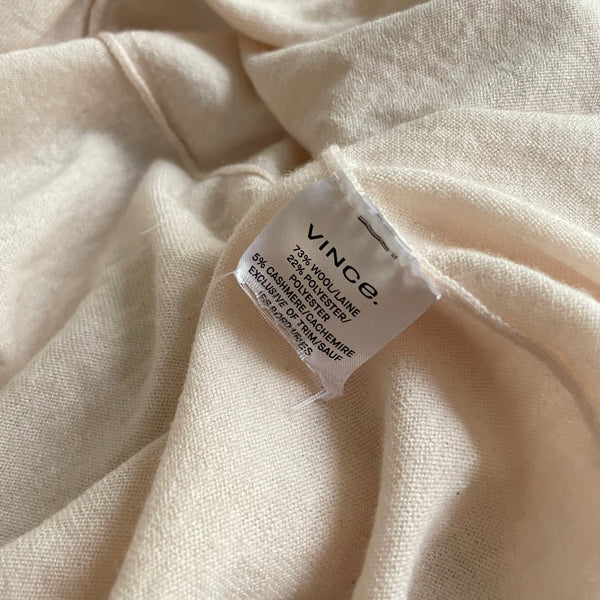 VINCe.
73% WOOL/LAINE
22% POLYESTER/
POLYESTER
5% CASHMERE/CACHEMIRE
EXCLUSIVE OF TRIM/SAUF